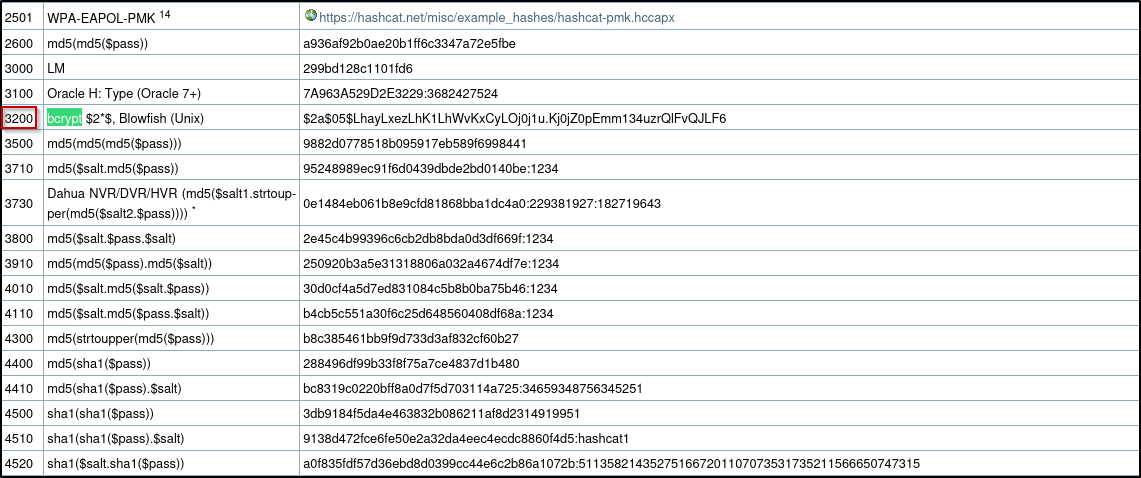 2501 WPA-EAPOL-PMK 14 https://hashcat.net/misc/example_hashes/hashcat-pmk.hccapx
2600 md5(md5($pass)) a936af92b0ae20b1ff6c3347a72e5fbe
3000 LM 299bd128c1101fd6
3100 Oracle H: Type (Oracle 7+) 7A963A529D2E3229:3682427524
3200 bcrypt $2*$, Blowfish (Unix) $2a$05$LhayLxezLhK1LhWvKxCyLOj0j1u.Kj0jZ0pEmm134uzrQlFvQJLF6
3500 md5(md5(md5($pass))) 9882d0778518b095917eb589f6998441
3710 md5($salt.md5($pass)) 95248989ec91f6d0439dbde2bd0140be:1234
3730 Dahua NVR/DVR/HVR (md5($salt1.strtoup-
per(md5($salt2.$pass)))) * 0e1484eb061b8e9cfd81868bba1dc4a0:229381927:182719643
3800 md5($salt.$pass.$salt) 2e45c4b99396c6cb2db8bda0d3df669f:1234
3910 md5(md5($pass).md5($salt)) 250920b3a5e31318806a032a4674df7e:1234
4010 md5($salt.md5($salt.$pass)) 30d0cf4a5d7ed831084c5b8b0ba75b46:1234
4110 md5($salt.md5($pass.$salt)) b4cb5c551a30f6c25d648560408df68a:1234
4300 md5(strtoupper(md5($pass))) b8c385461bb9f9d733d3af832cf60b27
4400 md5(sha1($pass)) 288496df99b33f8f75a7ce4837d1b480
4410 md5(sha1($pass).$salt) bc8319c0220bff8a0d7f5d703114a725:34659348756345251
4500 sha1(sha1($pass)) 3db9184f5da4e463832b086211af8d2314919951
4510 sha1(sha1($pass).$salt) 9138d472fce6fe50e2a32da4eec4ecdc8860f4d5:hashcat1
4520 sha1($salt.sha1($pass)) a0f835fdf57d36ebd8d0399cc44e6c2b86a1072b:511358214352751667201107073531735211566650747315